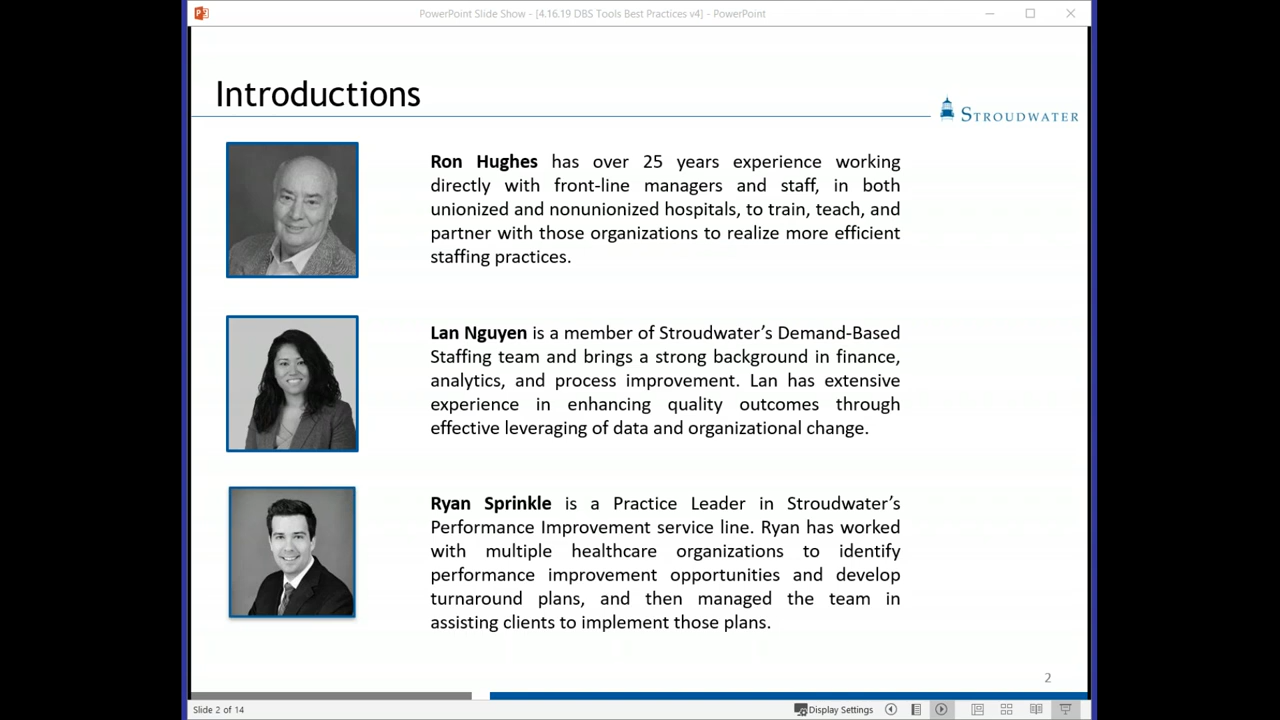 PowerPoint Slide Show - [4.16.19 DBS Tools Best Practices v4] - PowerPoint
Introductions
STROUDWATER
Ron Hughes has over 25 years experience working
directly with front-line managers and staff, in both
unionized and nonunionized hospitals, to train, teach, and
partner with those organizations to realize more efficient
staffing practices.
Lan Nguyen is a member of Stroudwater’s Demand-Based
Staffing team and brings a strong background in finance,
analytics, and process improvement. Lan has extensive
experience in enhancing quality outcomes through
effective leveraging of data and organizational change.
Ryan Sprinkle is a Practice Leader in Stroudwater’s
Performance Improvement service line. Ryan has worked
with multiple healthcare organizations to identify
performance improvement opportunities and develop
turnaround plans, and then managed the team in
assisting clients to implement those plans.
2
Slide 2 of 14
Display Settings